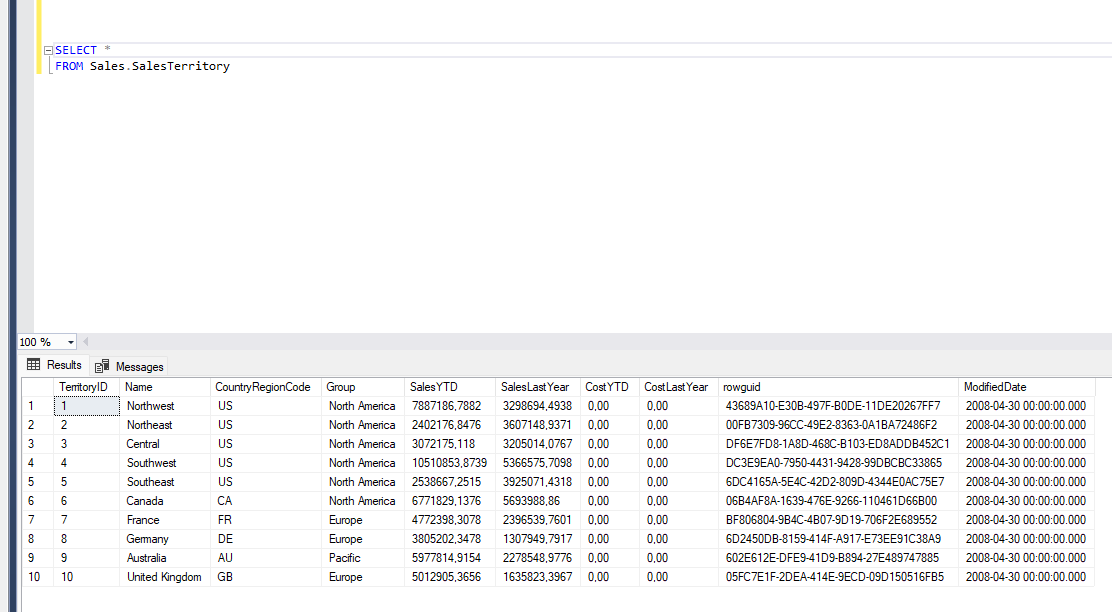 SELECT *
FROM Sales.SalesTerritory
100 %
Results Messages
TerritoryID Name CountryRegionCode Group SalesYTD SalesLastYear CostYTD CostLastYear rowguid ModifiedDate
1 1 Northwest US North America 7887186,7882 3298694,4938 0,00 0,00 43689A10-E30B-497F-B0DE-11DE20267FF7 2008-04-30 00:00:00.000
2 2 Northeast US North America 2402176,8476 3607148,9371 0,00 0,00 00FB7309-96CC-49E2-8363-0A1BA72486F2 2008-04-30 00:00:00.000
3 3 Central US North America 3072175,118 3205014,0767 0,00 0,00 DF6E7FD8-1A8D-468C-B103-ED8ADDB452C1 2008-04-30 00:00:00.000
4 4 Southwest US North America 10510853,8739 5366575,7098 0,00 0,00 DC3E9EA0-7950-4431-9428-99DBCBC33865 2008-04-30 00:00:00.000
5 5 Southeast US North America 2538667,2515 3925071,4318 0,00 0,00 6DC4165A-5E4C-42D2-809D-4344E0AC75E7 2008-04-30 00:00:00.000
6 6 Canada CA North America 6771829,1376 5693988,86 0,00 0,00 06B4AF8A-1639-476E-9266-110461D66B00 2008-04-30 00:00:00.000
7 7 France FR Europe 4772398,3078 2396539,7601 0,00 0,00 BF806804-9B4C-4B07-9D19-706F2E689552 2008-04-30 00:00:00.000
8 8 Germany DE Europe 3805202,3478 1307949,7917 0,00 0,00 6D2450DB-8159-414F-A917-E73EE91C38A9 2008-04-30 00:00:00.000
9 9 Australia AU Pacific 5977814,9154 2278548,9776 0,00 0,00 602E612E-DFE9-41D9-B894-27E489747885 2008-04-30 00:00:00.000
10 10 United Kingdom GB Europe 5012905,3656 1635823,3967 0,00 0,00 05FC7E1F-2DEA-414E-9ECD-09D150516FB5 2008-04-30 00:00:00.000